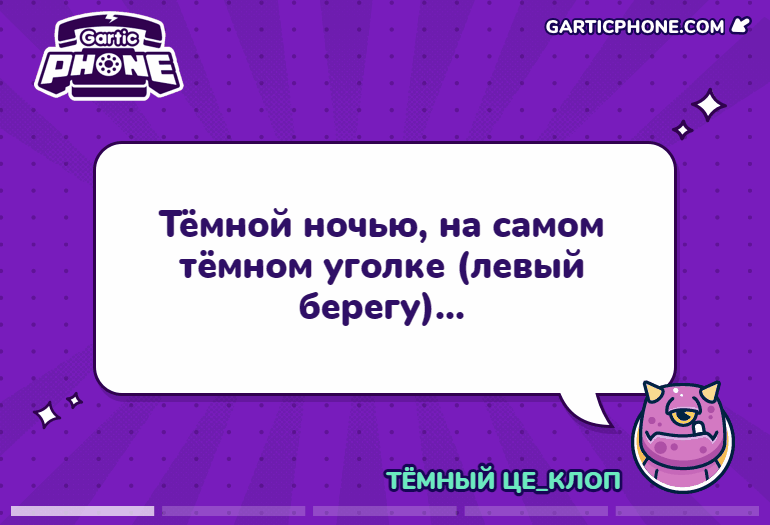 Gartic
PHONE
GARTICPHONE.COM
Тёмной ночью, на самом
тёмном уголке (левый
берегу)...
ТЁМНЫЙ ЦЕ_КЛОП